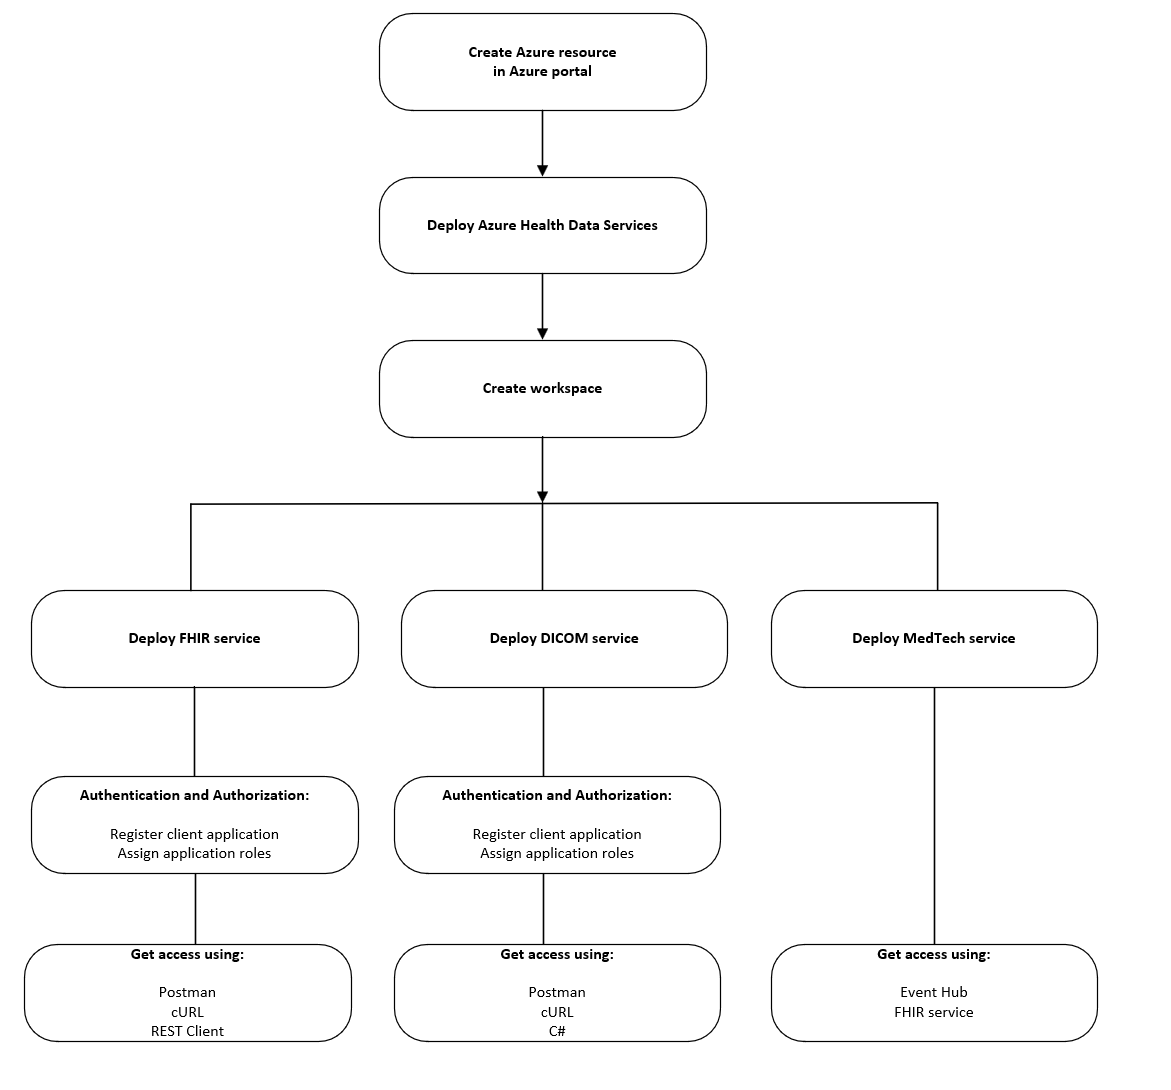 Create Azure resource
in Azure portal
Deploy Azure Health Data Services
Create workspace
Deploy FHIR service
Deploy DICOM service
Deploy MedTech service
Authentication and Authorization:
Register client application
Assign application roles
Authentication and Authorization:
Register client application
Assign application roles
Get access using:
Postman
cURL
REST Client
Get access using:
Postman
cURL
C#
Get access using:
Event Hub
FHIR service